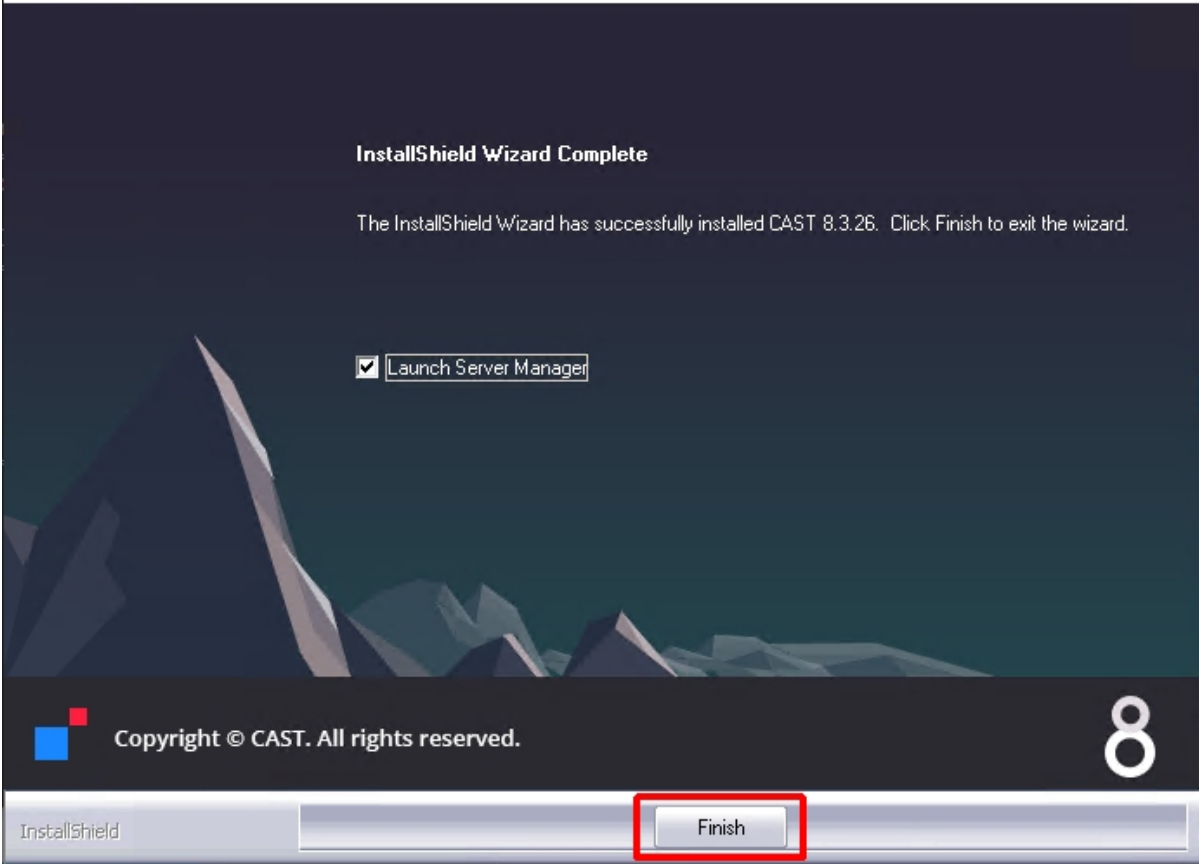 InstallShield Wizard Complete
The InstallShield Wizard has successfully installed CAST 8.3.26. Click Finish to exit the wizard.
Launch Server Manager
Copyright © CAST. All rights reserved.
8
InstallShield
Finish